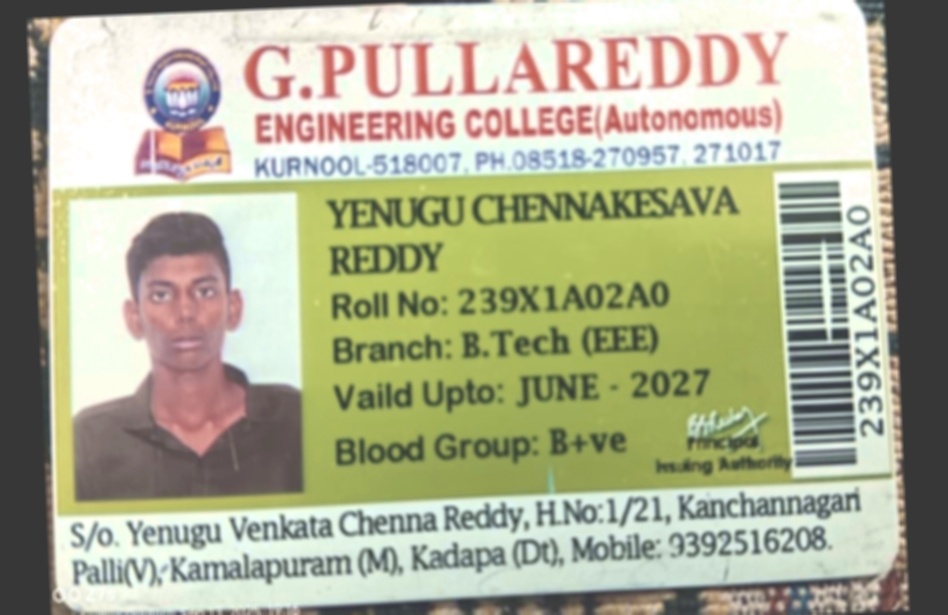 G.PULLAREDDY
ENGINEERING COLLEGE(Autonomous)
KURNOOL-518007, PH.08518-270957, 271017
YENUGU CHENNAKESAVA
REDDY
Roll No: 239X1A02A0
Branch: B.Tech (EEE)
Vaild Upto: JUNE - 2027
Blood Group: B+ve
Principal
Issuing Authority
239X1A02A0
S/o. Yenugu Venkata Chenna Reddy, H.No:1/21, Kanchannagari
Palli(V),-Kamalapuram (M), Kadapa (Dt), Mobile: 9392516208.